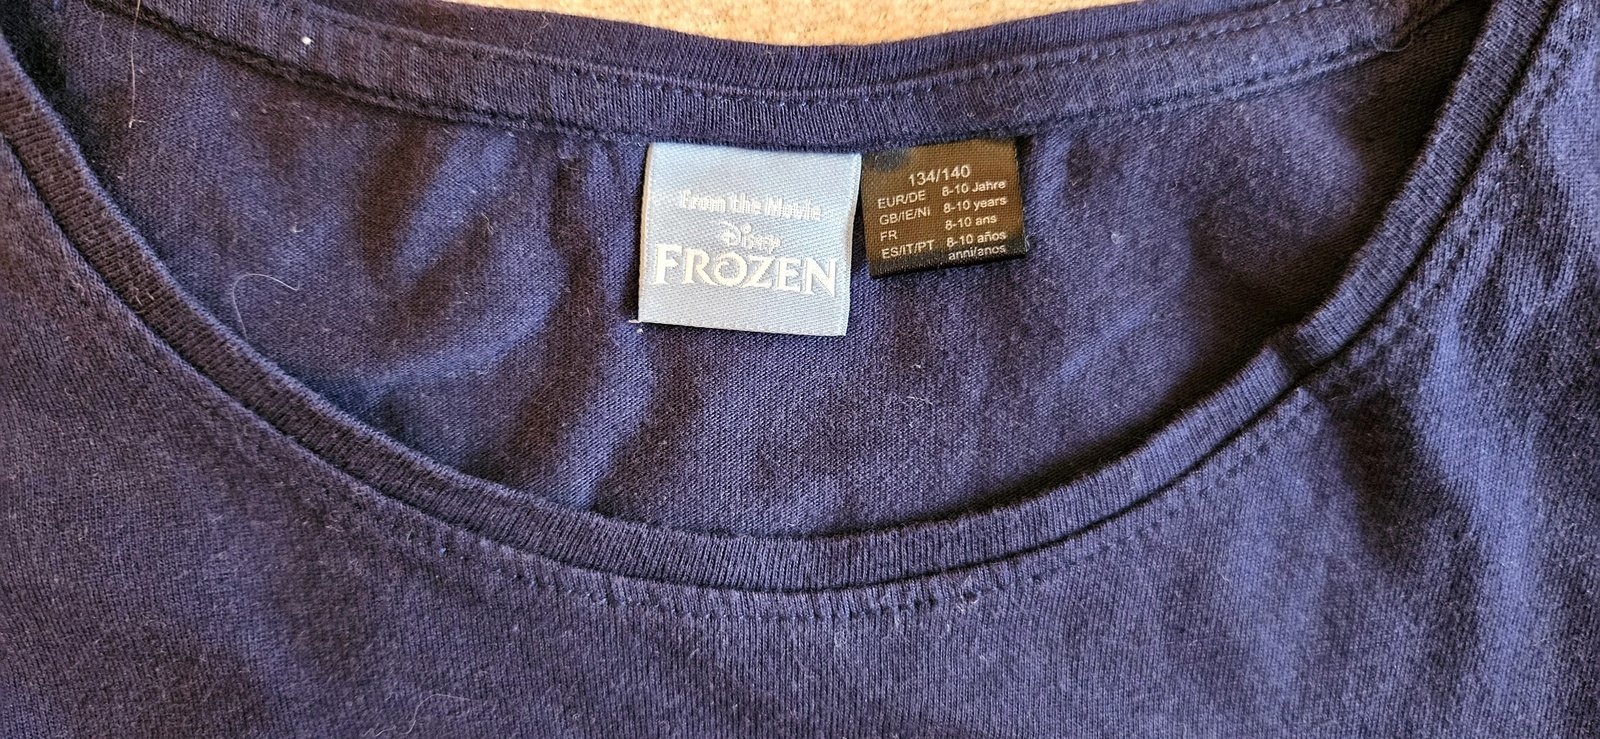 From the Movie
Disney
FROZEN
134/140
EUR/DE 8-10 Jahre
GB/IE/NI 8-10 years
FR 8-10 ans
ES/IT/PT 8-10 años
anni/anos